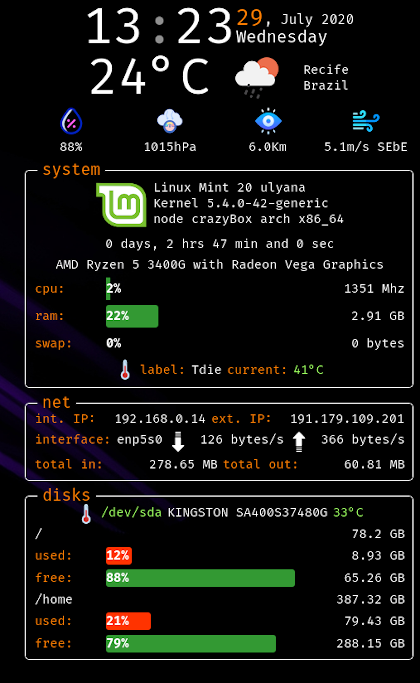 13:23 29, July 2020
Wednesday
24°C Recife
Brazil
88% 1015hPa 6.0Km 5.1m/s SEbE
system
Linux Mint 20 ulyana
Kernel 5.4.0-42-generic
node crazyBox arch x86_64
0 days, 2 hrs 47 min and 0 sec
AMD Ryzen 5 3400G with Radeon Vega Graphics
cpu: 2% 1351 Mhz
ram: 22% 2.91 GB
swap: 0% 0 bytes
label: Tdie current: 41°C
net
int. IP: 192.168.0.14 ext. IP: 191.179.109.201
interface: enp5s0 126 bytes/s 366 bytes/s
total in: 278.65 MB total out: 60.81 MB
disks
/dev/sda KINGSTON SA400S37480G 33°C
/ 78.2 GB
used: 12% 8.93 GB
free: 88% 65.26 GB
/home 387.32 GB
used: 21% 79.43 GB
free: 79% 288.15 GB